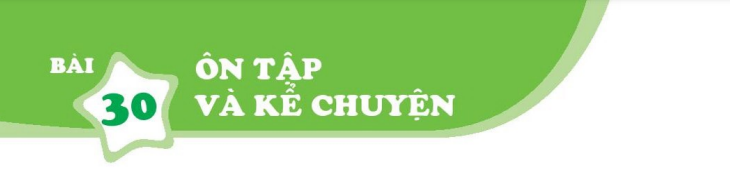 BÀI
30
ÔN TẬP
VÀ KỂ CHUYỆN